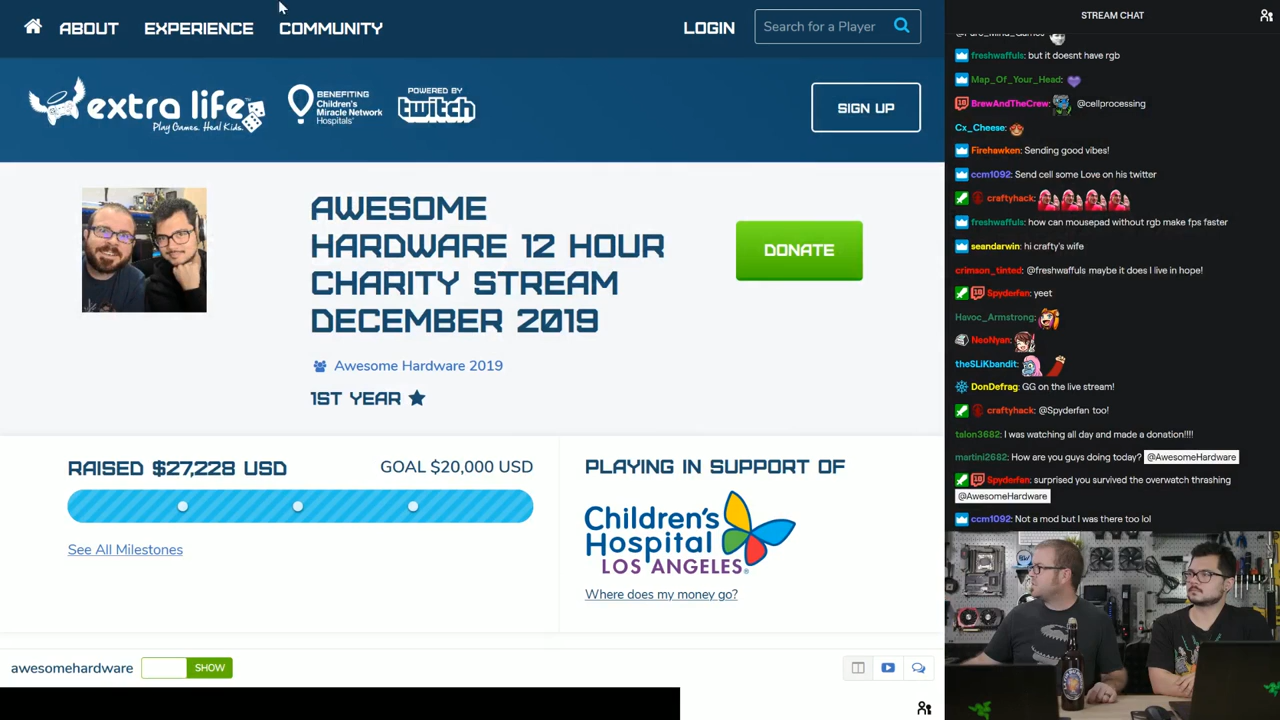 ABOUT
EXPERIENCE
COMMUNITY
LOGIN
Search for a Player
extra life
Play Games. Heal Kids.
BENEFITING
Children's
Miracle Network
Hospitals
POWERED BY
twitch
SIGN UP
AWESOME
HARDWARE 12 HOUR
CHARITY STREAM
DECEMBER 2019
DONATE
Awesome Hardware 2019
1ST YEAR
RAISED $27,228 USD
GOAL $20,000 USD
See All Milestones
PLAYING IN SUPPORT OF
Children's
Hospital
LOS ANGELES
Where does my money go?
awesomehardware
SHOW
STREAM CHAT
freshwaffuls: but it doesnt have rgb
Map_Of_Your_Head:
BrewAndTheCrew: @cellprocessing
Cx_Cheese:
Firehawken: Sending good vibes!
ccm1092: Send cell some Love on his twitter
craftyhack:
freshwaffuls: how can mousepad without rgb make fps faster
seandarwin: hi crafty's wife
crimson_tinted: @freshwaffuls maybe it does I live in hope!
Spyderfan: yeet
Havoc_Armstrong:
NeoNyan:
theSLiKbandit:
DonDefrag: GG on the live stream!
craftyhack: @Spyderfan too!
talon3682: I was watching all day and made a donation!!!!
martini2682: How are you guys doing today? @AwesomeHardware
Spyderfan: surprised you survived the overwatch thrashing
@AwesomeHardware
ccm1092: Not a mod but I was there too lol